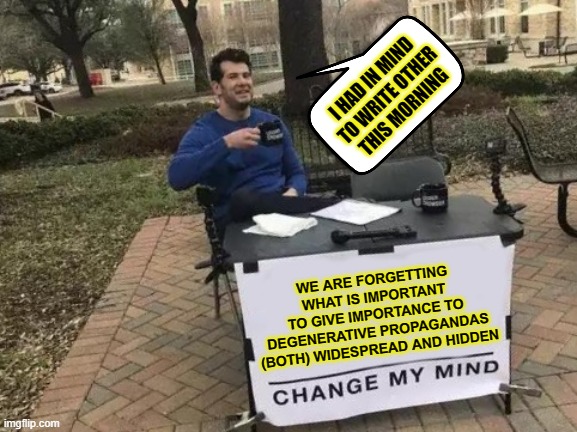 I HAD IN MIND
TO WRITE OTHER
THIS MORNING
WE ARE FORGETTING
WHAT IS IMPORTANT
TO GIVE IMPORTANCE TO
DEGENERATIVE PROPAGANDAS
(BOTH) WIDESPREAD AND HIDDEN
CHANGE MY MIND
imgflip.com